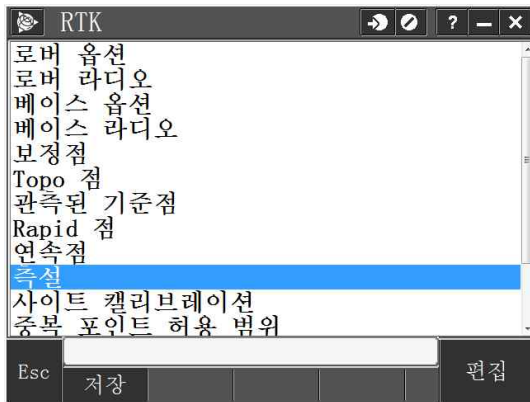 RTK
? – ×
로버 옵션
로버 라디오
베이스 옵션
베이스 라디오
보정점
Topo 점
관측된 기준점
Rapid 점
연속점
측설
사이트 캘리브레이션
중복 포인트 허용 범위
Esc
저장
편집